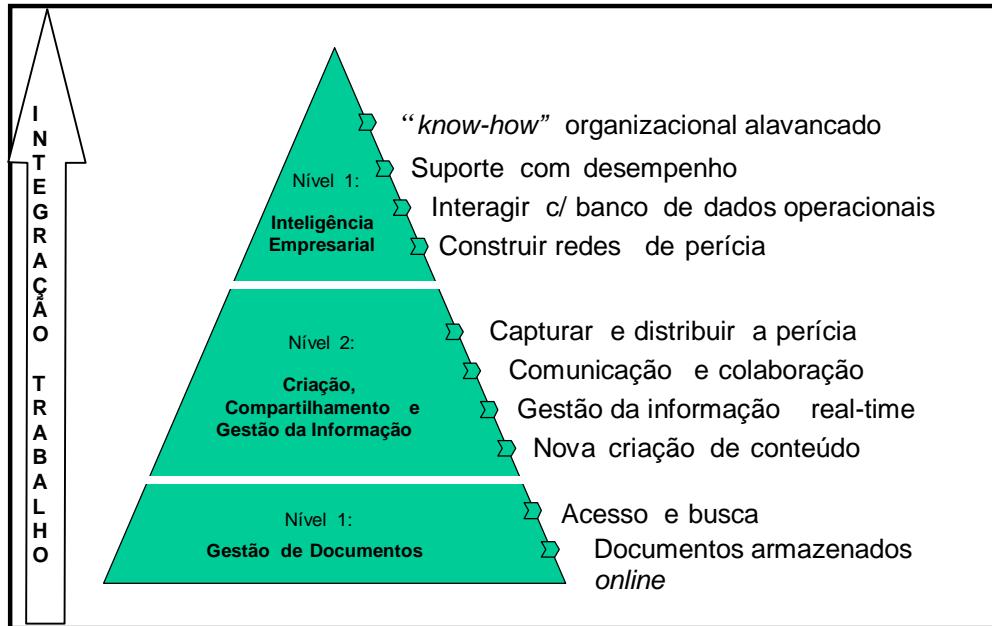 INTEGRAÇÃO TRABALHO
“know-how” organizacional alavancado
Suporte com desempenho
Nível 1:
Interagir c/ banco de dados operacionais
Inteligência
Empresarial
Construir redes de perícia
Capturar e distribuir a perícia
Nível 2:
Comunicação e colaboração
Criação,
Compartilhamento e
Gestão da Informação
Gestão da informação real-time
Nova criação de conteúdo
Acesso e busca
Nível 1:
Gestão de Documentos
Documentos armazenados
online